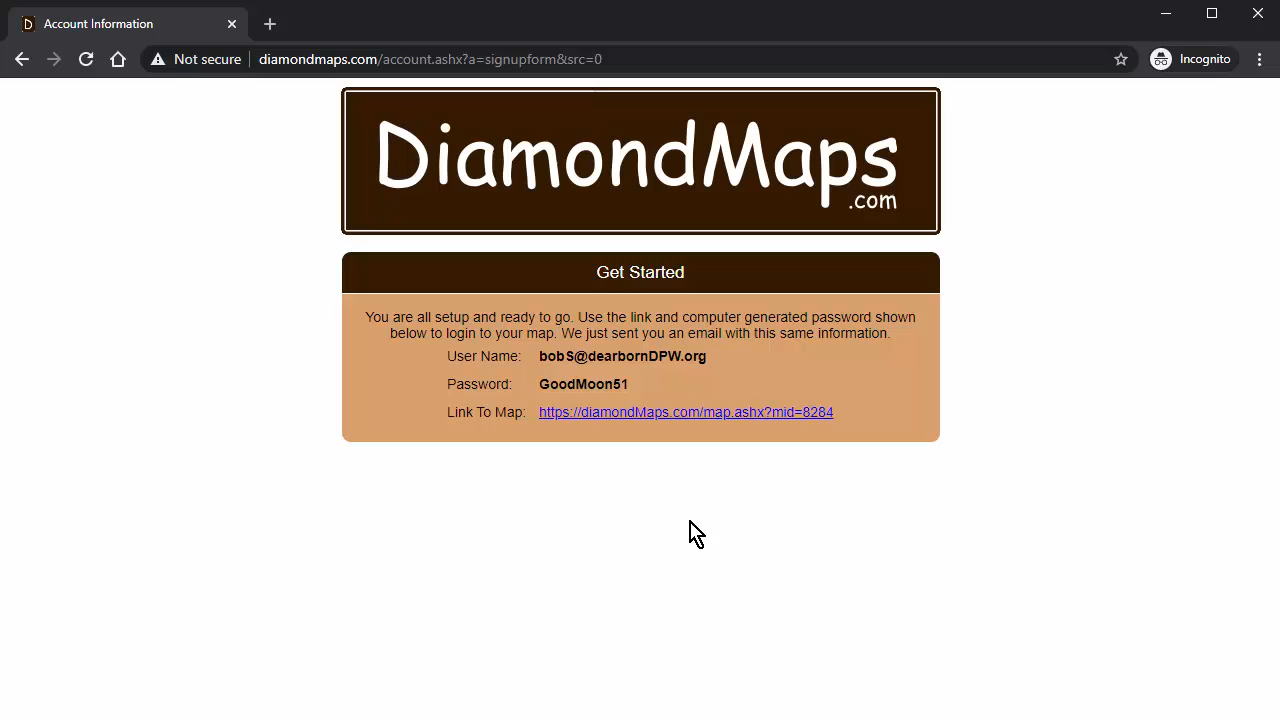 Account Information
Not secure diamondmaps.com/account.ashx?a=signupform&src=0 Incognito
DiamondMaps
.com
Get Started
You are all setup and ready to go. Use the link and computer generated password shown
below to login to your map. We just sent you an email with this same information.
User Name: bobS@dearbornDPW.org
Password: GoodMoon51
Link To Map: https://diamondMaps.com/map.ashx?mid=8284